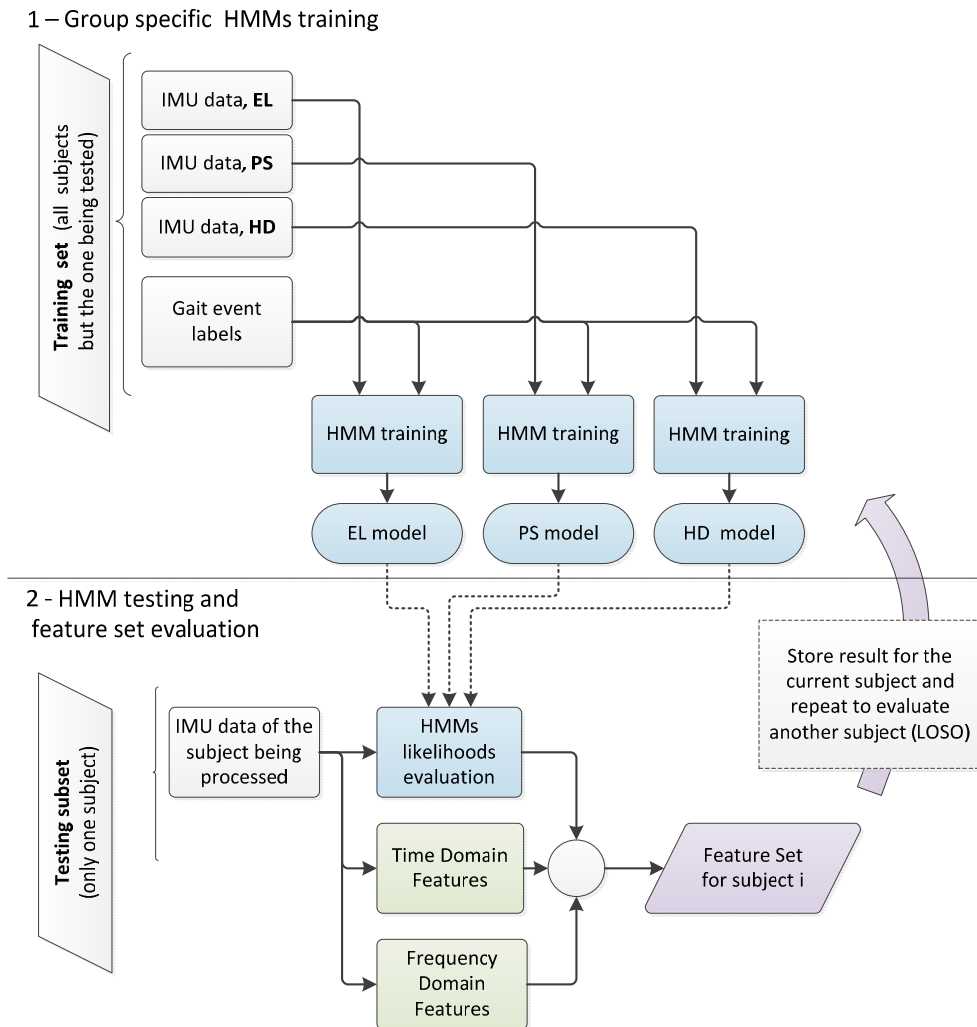 1 – Group specific HMMs training
Training set (all subjects
but the one being tested)
IMU data, EL
IMU data, PS
IMU data, HD
Gait event
labels
HMM training
HMM training
HMM training
EL model
PS model
HD model
2 - HMM testing and
feature set evaluation
Testing subset
(only one subject)
IMU data of the
subject being
processed
HMMs
likelihoods
evaluation
Time Domain
Features
Frequency
Domain
Features
Feature Set
for subject i
Store result for the
current subject and
repeat to evaluate
another subject (LOSO)